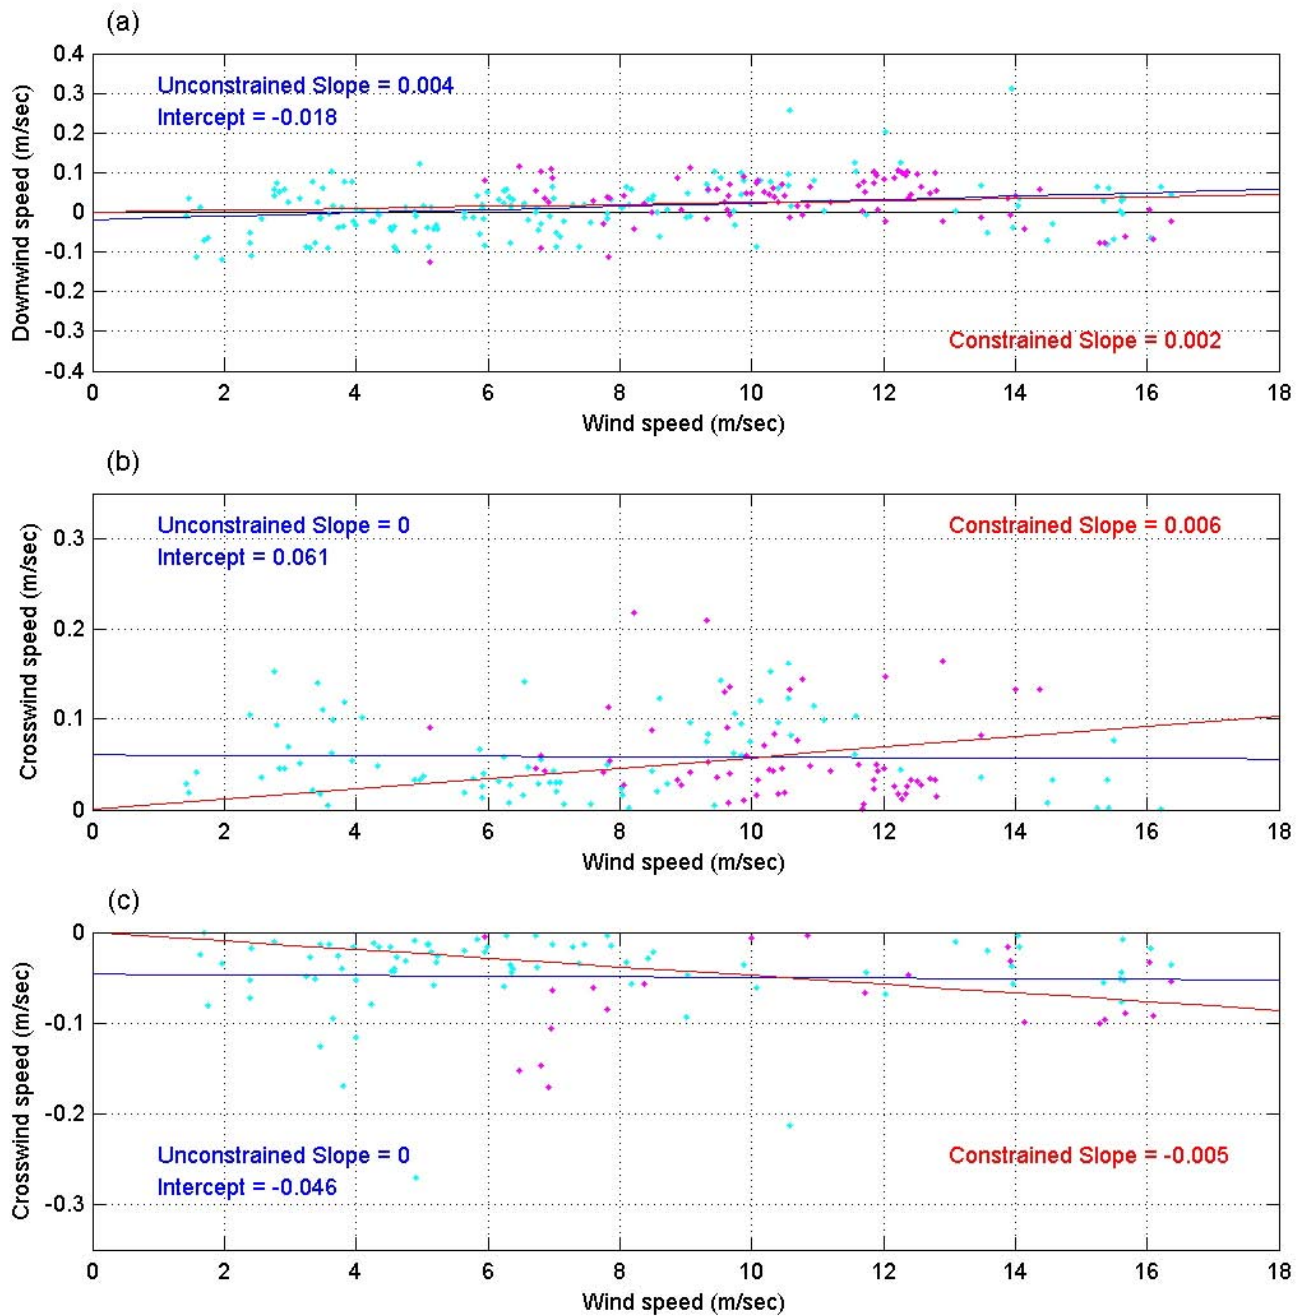 (a)
0.4
0.3
0.2
0.1
0
-0.1
-0.2
-0.3
-0.4
Downwind speed (m/sec)
Unconstrained Slope = 0.004
Intercept = -0.018
Constrained Slope = 0.002
0 2 4 6 8 10 12 14 16 18
Wind speed (m/sec)
(b)
0.3
0.2
0.1
0
Crosswind speed (m/sec)
Unconstrained Slope = 0
Intercept = 0.061
Constrained Slope = 0.006
0 2 4 6 8 10 12 14 16 18
Wind speed (m/sec)
(c)
0
-0.1
-0.2
-0.3
Crosswind speed (m/sec)
Unconstrained Slope = 0
Intercept = -0.046
Constrained Slope = -0.005
0 2 4 6 8 10 12 14 16 18
Wind speed (m/sec)